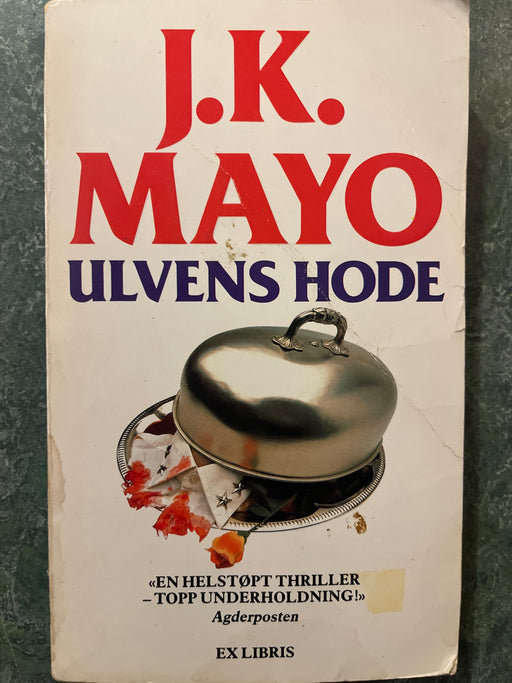 J.K.
MAYO
ULVENS HODE
«EN HELSTØPT THRILLER
– TOPP UNDERHOLDNING!»
Agderposten
EX LIBRIS